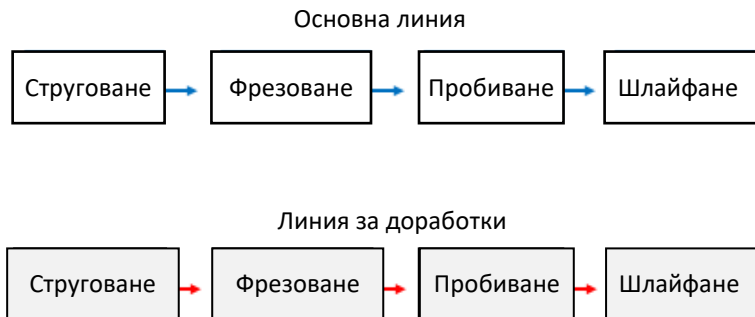 Основна линия
Струговане Фрезоване Пробиване Шлайфане
Линия за доработки
Струговане Фрезоване Пробиване Шлайфане